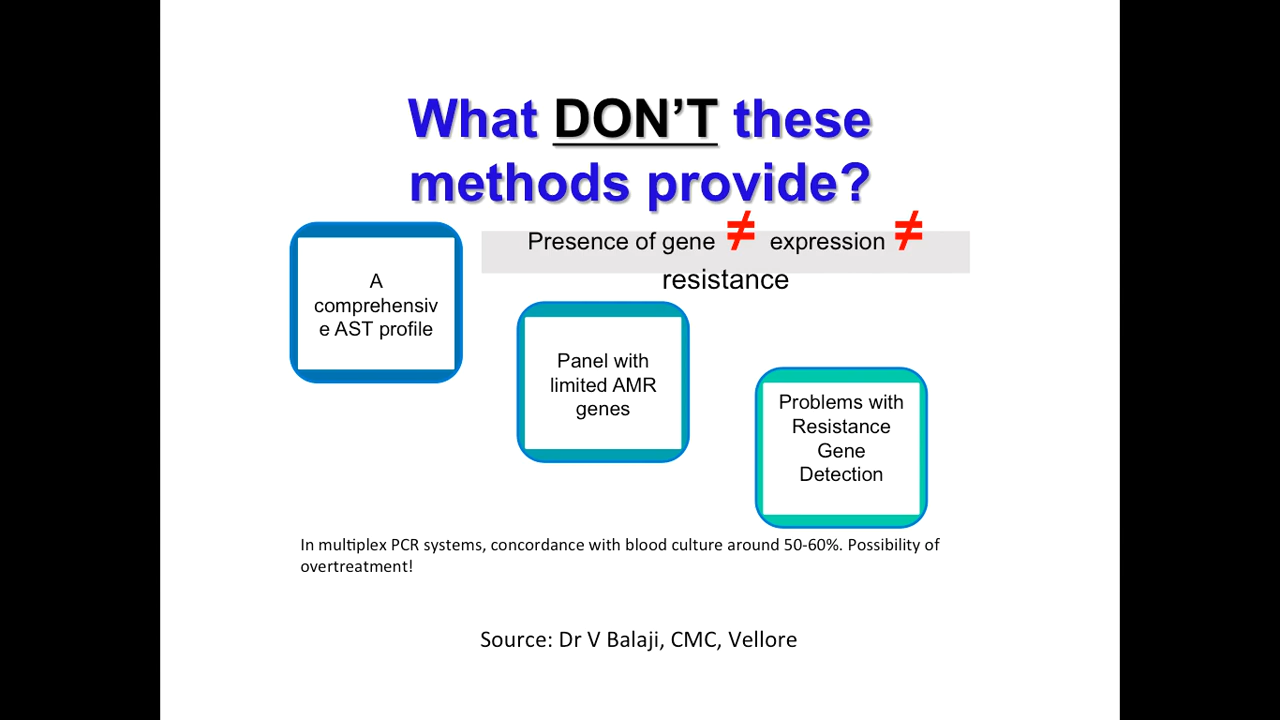 What DON’T these
methods provide?
Presence of gene ≠ expression ≠
resistance
A
comprehensiv
e AST profile
Panel with
limited AMR
genes
Problems with
Resistance
Gene
Detection
In multiplex PCR systems, concordance with blood culture around 50-60%. Possibility of
overtreatment!
Source: Dr V Balaji, CMC, Vellore